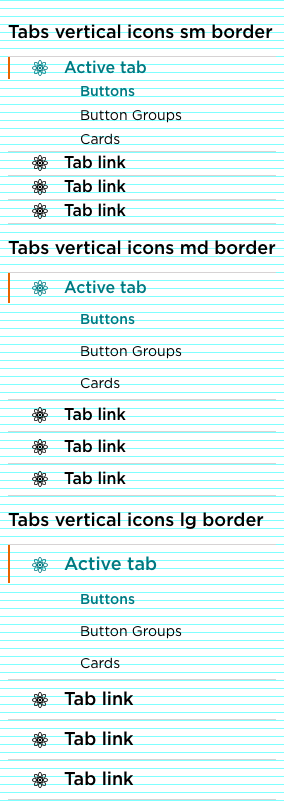 Tabs vertical icons sm border
Active tab
Buttons
Button Groups
Cards
Tab link
Tab link
Tab link
Tabs vertical icons md border
Active tab
Buttons
Button Groups
Cards
Tab link
Tab link
Tab link
Tabs vertical icons lg border
Active tab
Buttons
Button Groups
Cards
Tab link
Tab link
Tab link